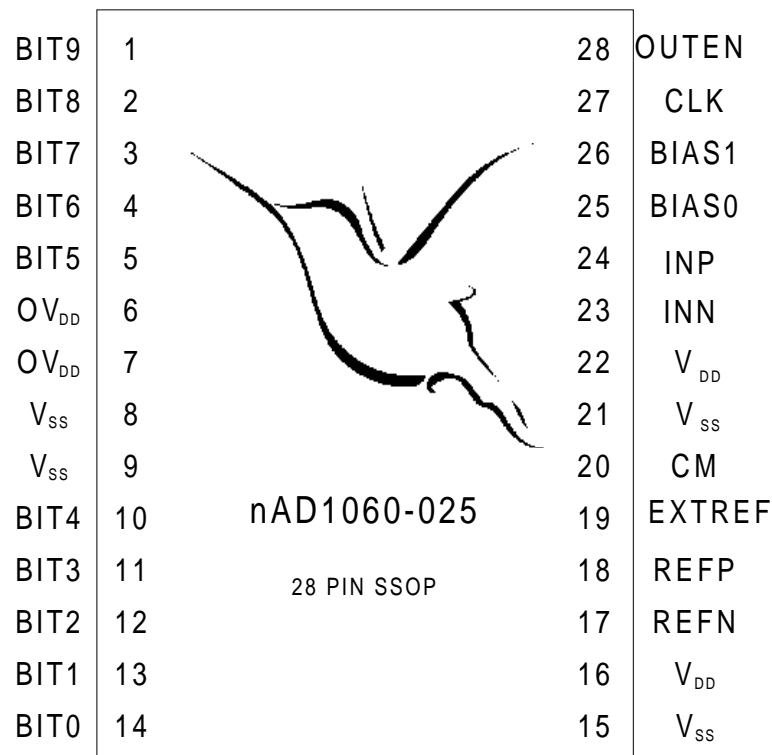 BIT9 1 28 OUTEN
BIT8 2 27 CLK
BIT7 3 26 BIAS1
BIT6 4 25 BIAS0
BIT5 5 24 INP
OVDD 6 23 INN
OVDD 7 22 VDD
VSS 8 21 VSS
VSS 9 20 CM
BIT4 10 nAD1060-025 19 EXTREF
BIT3 11 28 PIN SSOP 18 REFP
BIT2 12 17 REFN
BIT1 13 16 VDD
BIT0 14 15 VSS